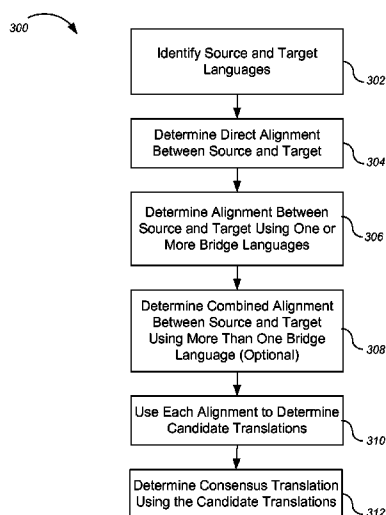 300
Identify Source and Target
Languages
302
Determine Direct Alignment
Between Source and Target
304
Determine Alignment Between
Source and Target Using One or
More Bridge Languages
306
Determine Combined Alignment
Between Source and Target
Using More Than One Bridge
Language (Optional)
308
Use Each Alignment to Determine
Candidate Translations
310
Determine Consensus Translation
Using the Candidate Translations
312